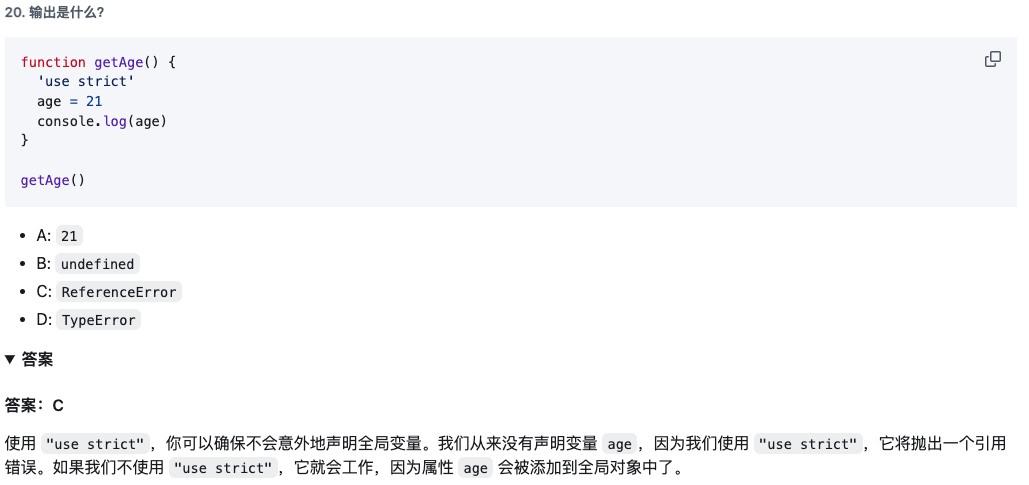 20. 输出是什么?
function getAge() {
  'use strict'
  age = 21
  console.log(age)
}
getAge()
A: 21
B: undefined
C: ReferenceError
D: TypeError
▼ 答案
答案：C
使用 "use strict"，你可以确保不会意外地声明全局变量。我们从来没有声明变量 age，因为我们使用 "use strict"，它将抛出一个引用
错误。如果我们不使用 "use strict"，它就会工作，因为属性 age 会被添加到全局对象中了。